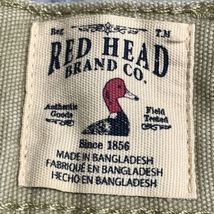 Reg T.M
RED HEAD
BRAND CO.
Authentic Goods
Field Tested
Since 1856
MADE IN BANGLADESH
FABRIQUÉ EN BANGLADESH
HECHO EN BANGLADESH